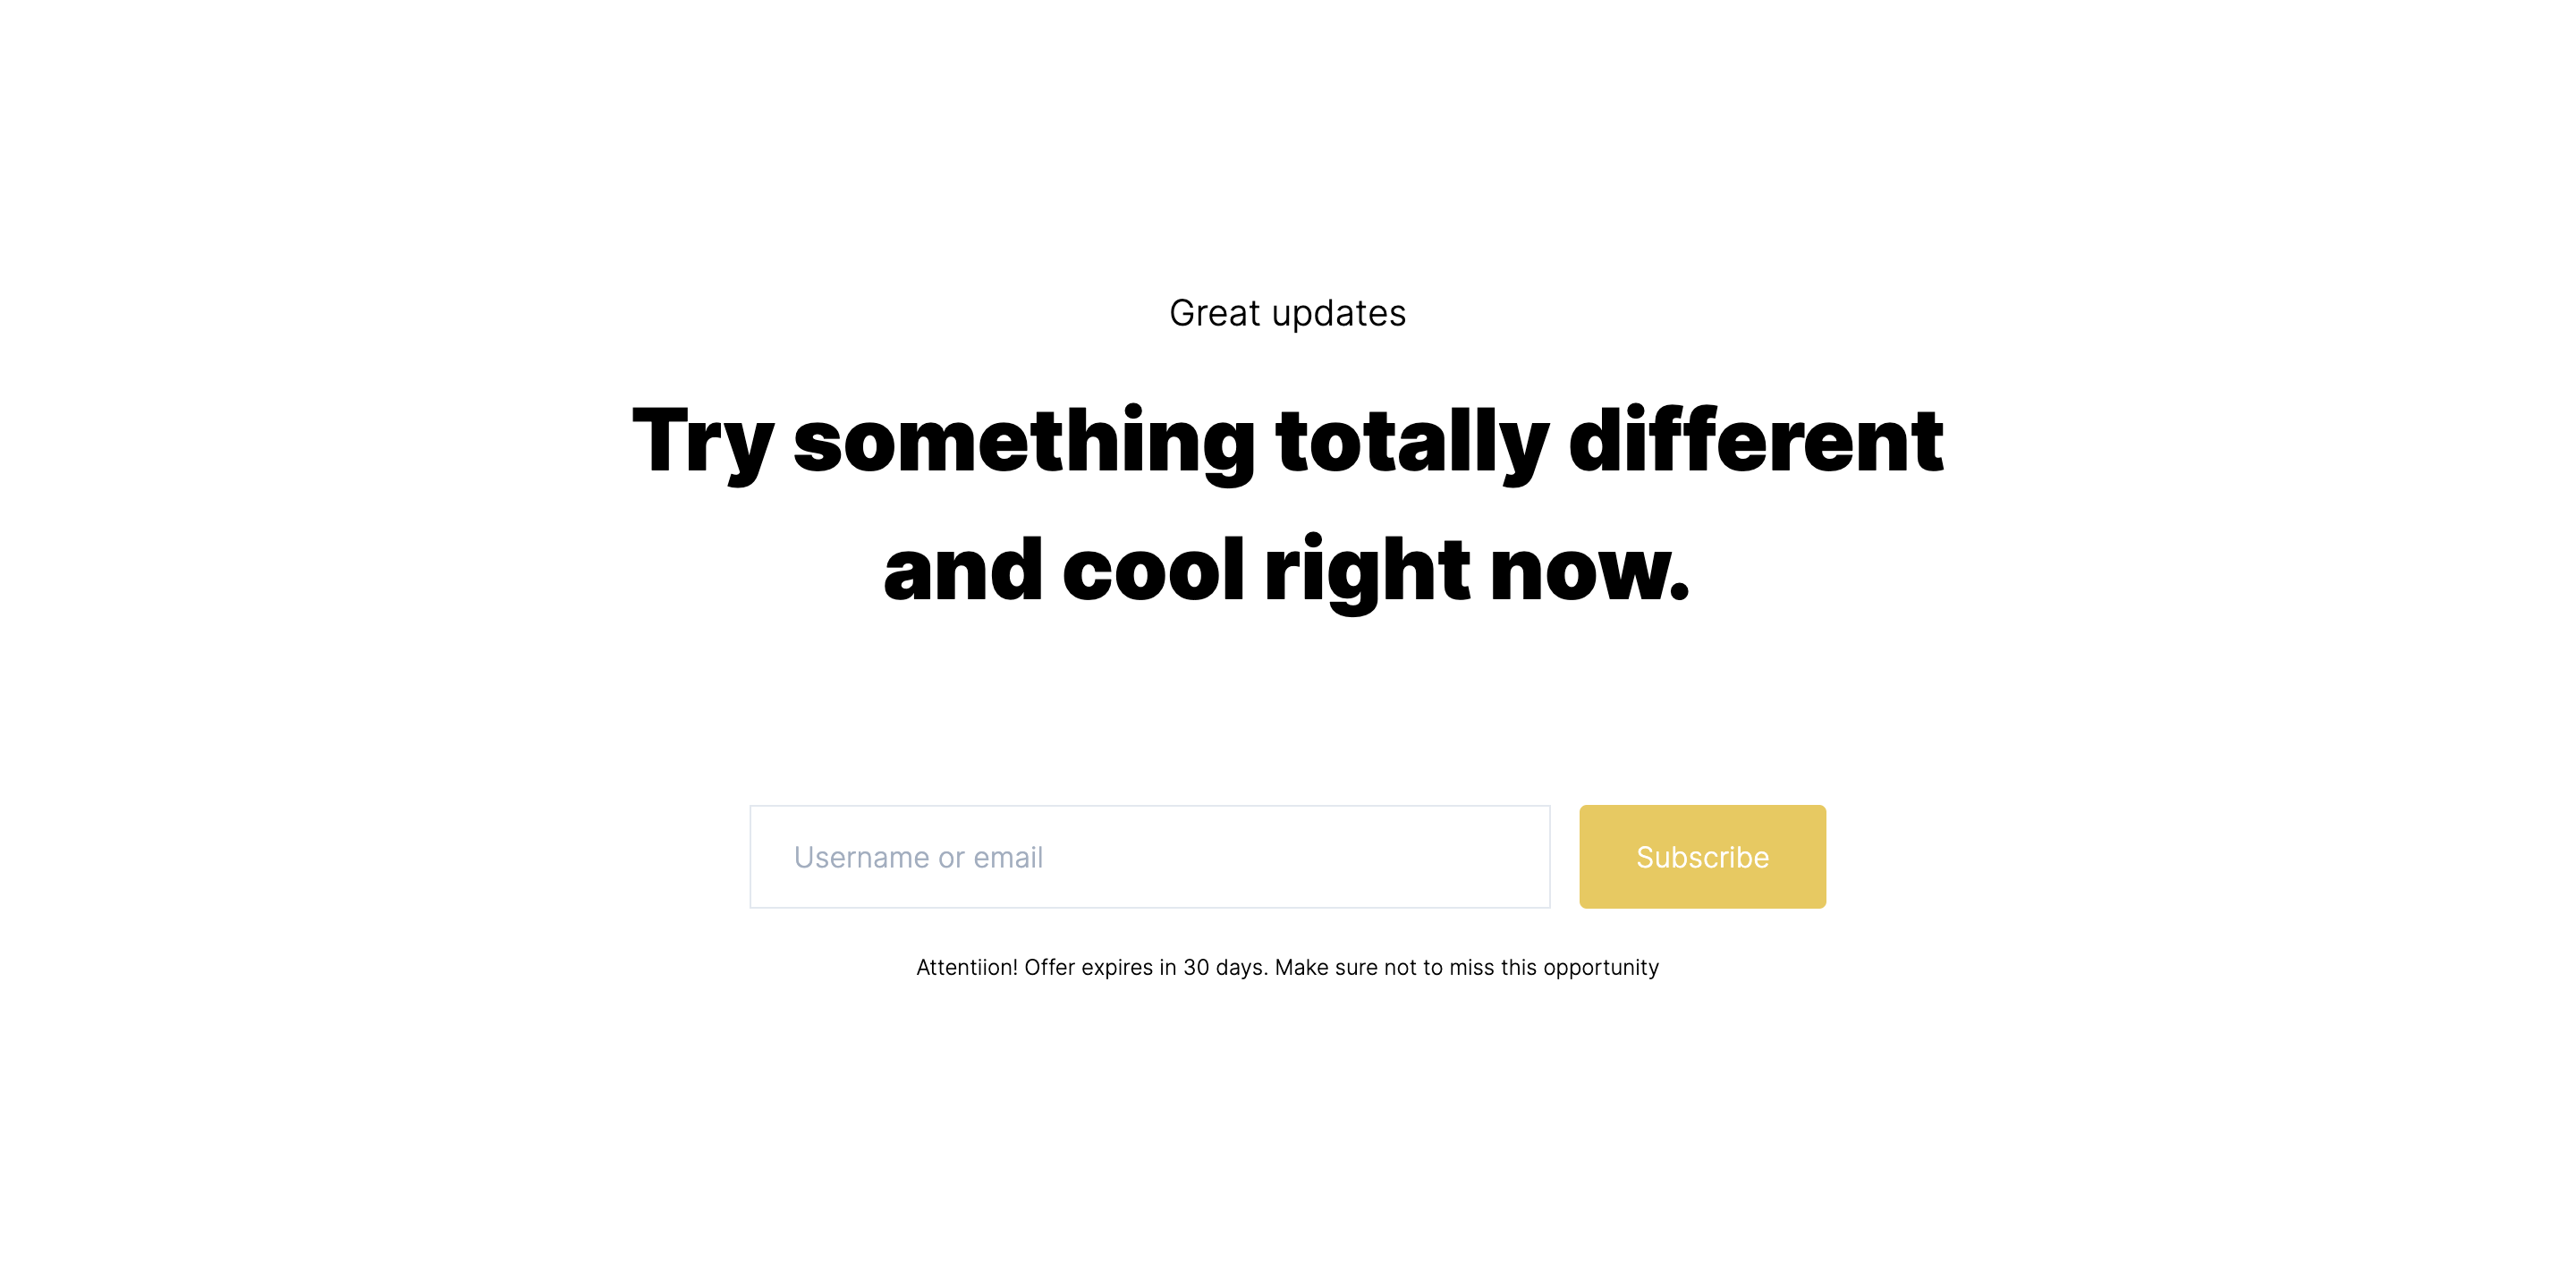 Great updates
Try something totally different
and cool right now.
Username or email
Subscribe
Attentiion! Offer expires in 30 days. Make sure not to miss this opportunity